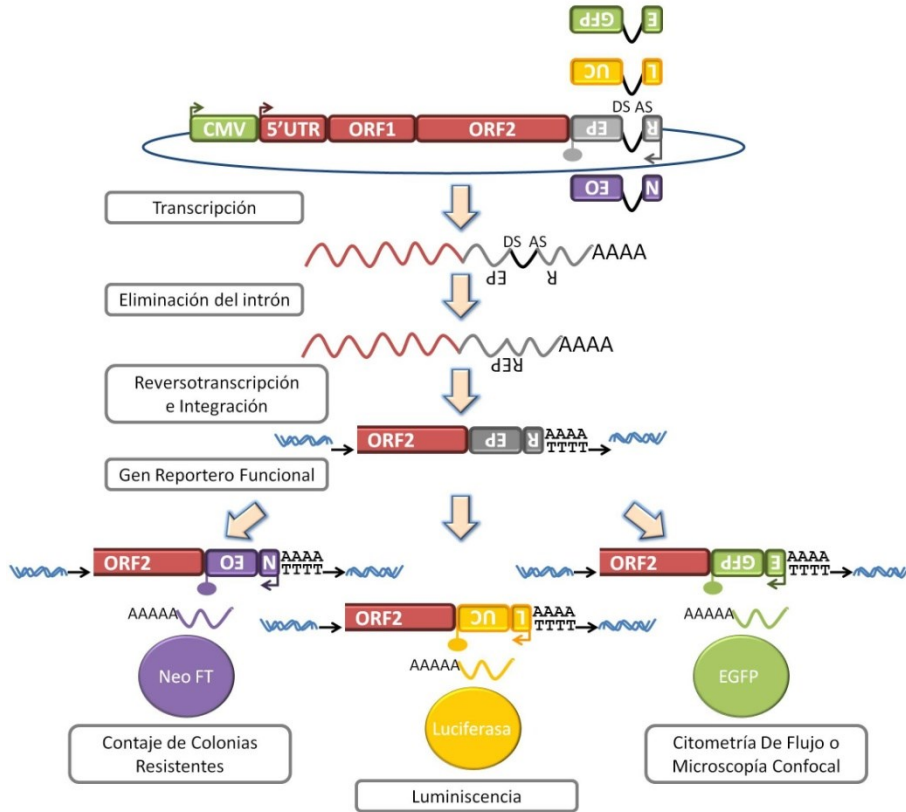 E GFP
L UC
DS AS
CMV 5'UTR ORF1 ORF2 EP R
N EO
Transcripción
DS AS
EP R AAAA
Eliminación del intrón
AAAA
REP
Reversotranscripción
e Integración
ORF2 EP R AAAA
TTTT
Gen Reportero Funcional
ORF2 EO N AAAA
TTTT
ORF2 GFP E AAAA
TTTT
AAAAA
AAAAA
ORF2 UC L AAAA
TTTT
AAAAA
Neo FT
Luciferasa
EGFP
Contaje de Colonias
Resistentes
Citometría De Flujo o
Microscopía Confocal
Luminiscencia